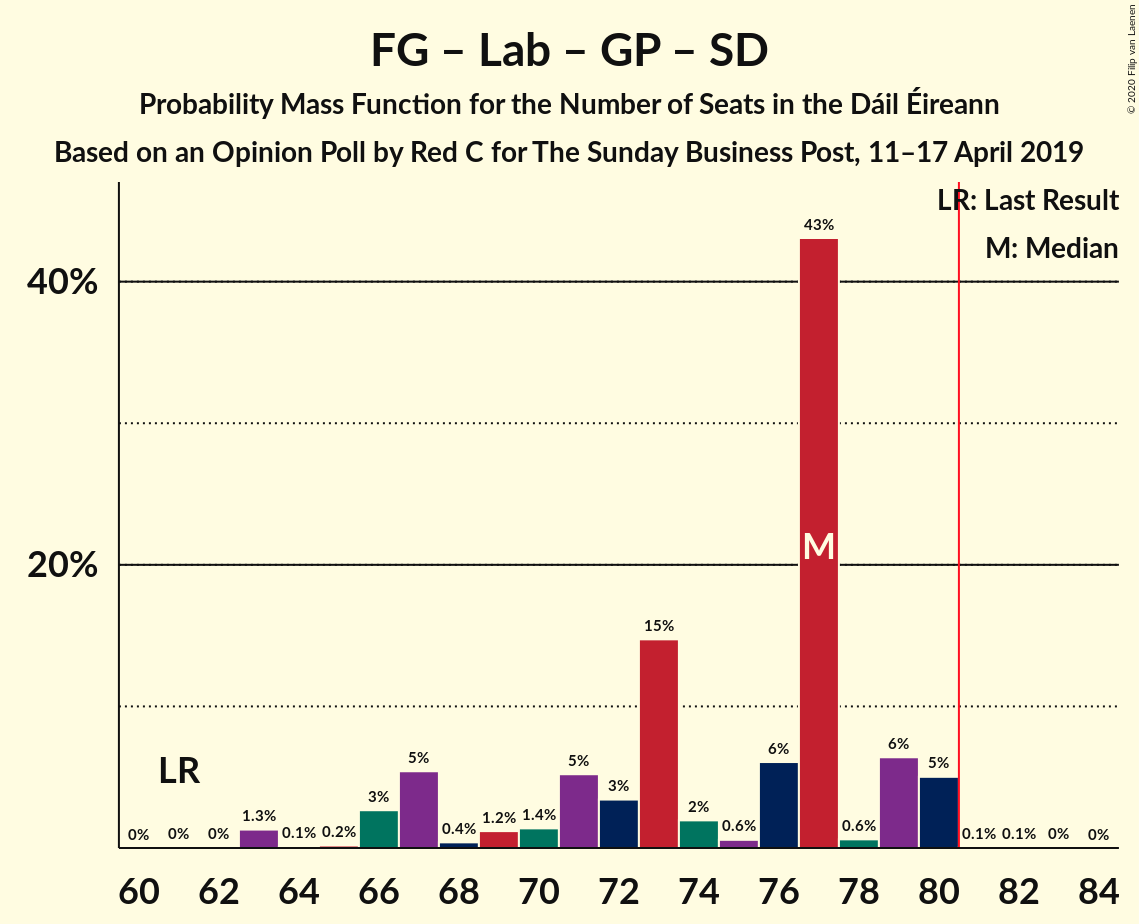 FG – Lab – GP – SD
Probability Mass Function for the Number of Seats in the Dáil Éireann
Based on an Opinion Poll by Red C for The Sunday Business Post, 11–17 April 2019
© 2020 Filip van Laenen
LR: Last Result
M: Median
40%
20%
43%
M
15%
LR
0% 0% 0% 1.3% 0.1% 0.2% 3% 5% 0.4% 1.2% 1.4% 5% 3% 2% 0.6% 6% 0.6% 6% 5% 0.1% 0.1% 0% 0%
60 62 64 66 68 70 72 74 76 78 80 82 84